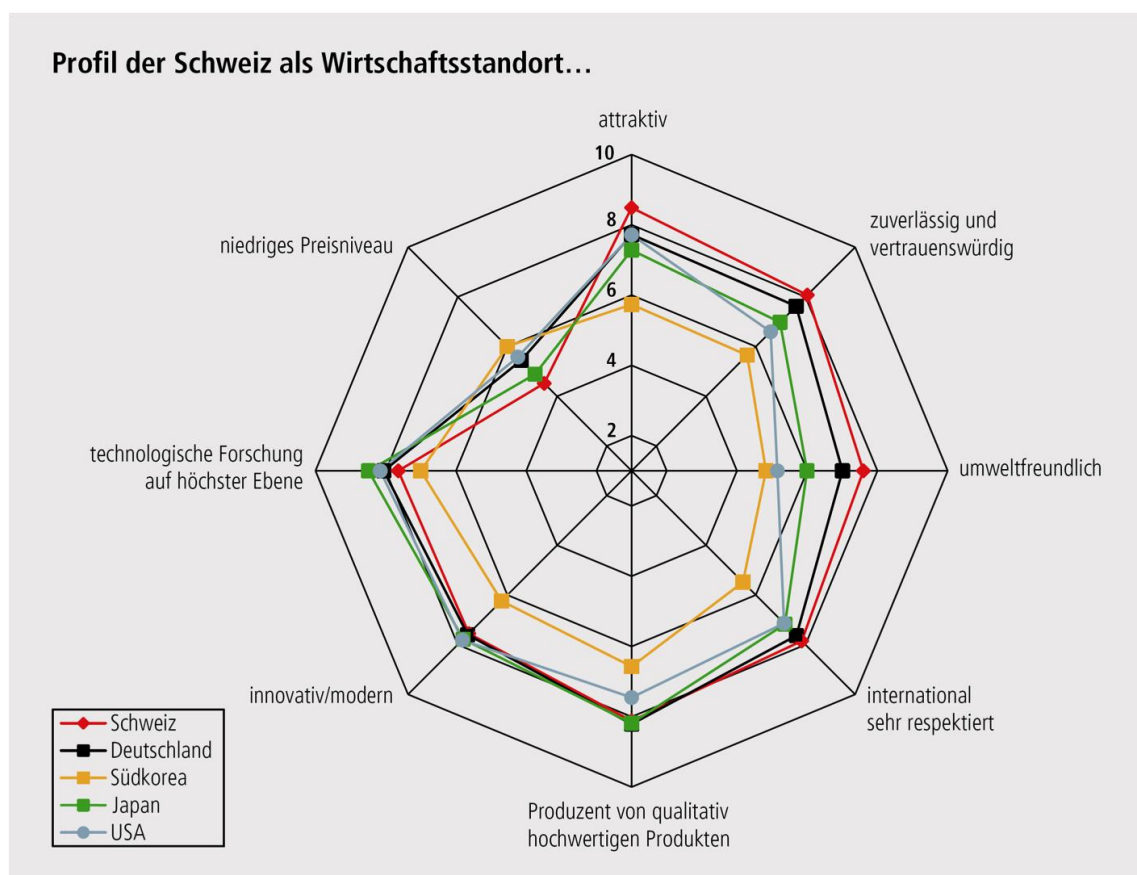 Profil der Schweiz als Wirtschaftsstandort…
attraktiv
10
zuverlässig und
vertrauenswürdig
8
niedriges Preisniveau
6
4
2
technologische Forschung
auf höchster Ebene
umweltfreundlich
innovativ/modern
international
sehr respektiert
Produzent von qualitativ
hochwertigen Produkten
Schweiz
Deutschland
Südkorea
Japan
USA